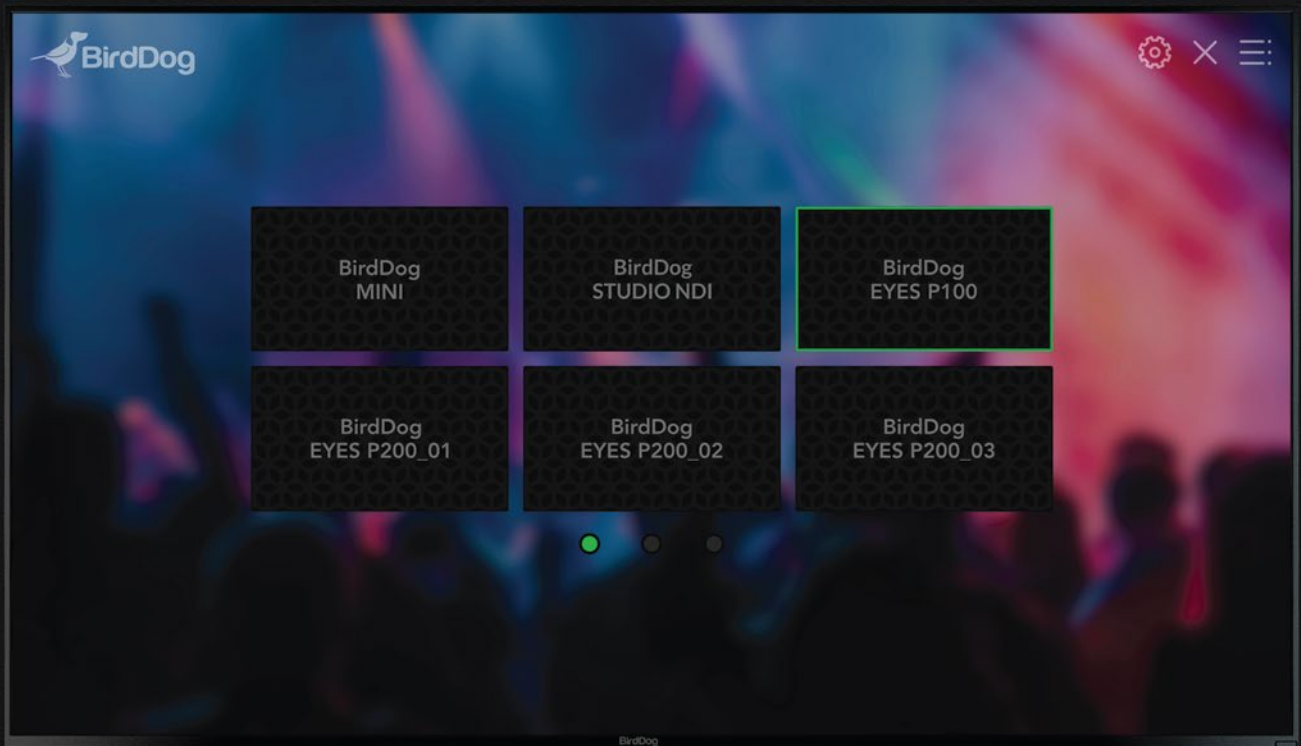 BirdDog
BirdDog
MINI
BirdDog
STUDIO NDI
BirdDog
EYES P100
BirdDog
EYES P200_01
BirdDog
EYES P200_02
BirdDog
EYES P200_03
BirdDog